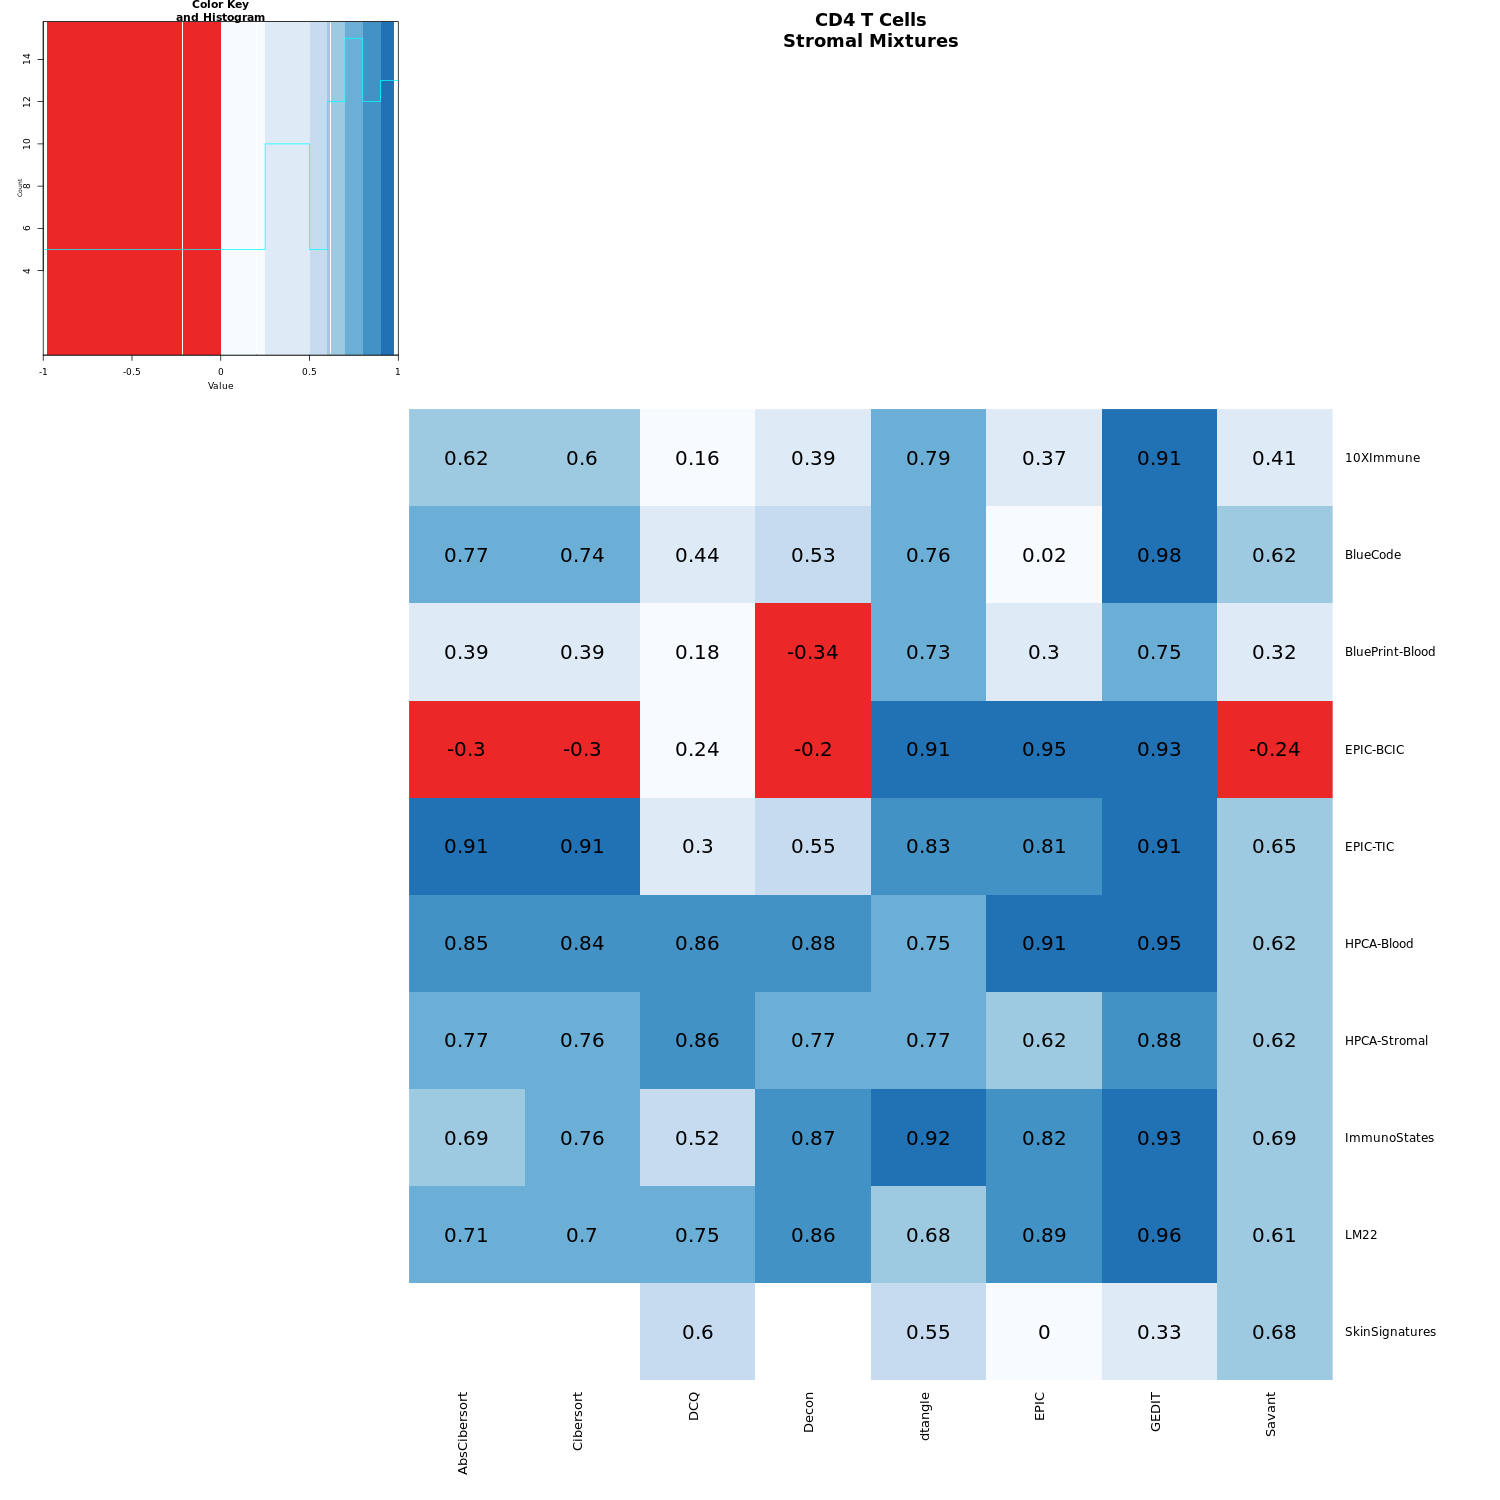 Color Key
and Histogram
CD4 T Cells
Stromal Mixtures
14
12
10
8
6
4
Count
-1 -0.5 0 0.5 1
Value
0.62 0.6 0.16 0.39 0.79 0.37 0.91 0.41 10XImmune
0.77 0.74 0.44 0.53 0.76 0.02 0.98 0.62 BlueCode
0.39 0.39 0.18 -0.34 0.73 0.3 0.75 0.32 BluePrint-Blood
-0.3 -0.3 0.24 -0.2 0.91 0.95 0.93 -0.24 EPIC-BCIC
0.91 0.91 0.3 0.55 0.83 0.81 0.91 0.65 EPIC-TIC
0.85 0.84 0.86 0.88 0.75 0.91 0.95 0.62 HPCA-Blood
0.77 0.76 0.86 0.77 0.77 0.62 0.88 0.62 HPCA-Stromal
0.69 0.76 0.52 0.87 0.92 0.82 0.93 0.69 ImmunoStates
0.71 0.7 0.75 0.86 0.68 0.89 0.96 0.61 LM22
0.6 0.55 0 0.33 0.68 SkinSignatures
AbsCibersort Cibersort DCQ Decon dtangle EPIC GEDIT Savant